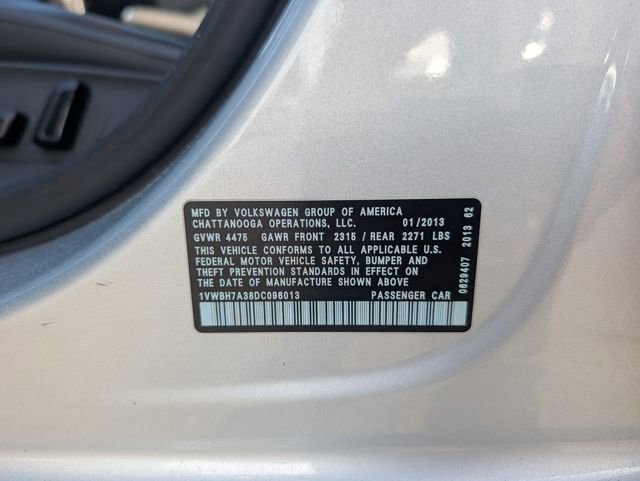 MFD BY VOLKSWAGEN GROUP OF AMERICA
CHATTANOOGA OPERATIONS, LLC. 01/2013
GVWR 4475 GAWR FRONT 2315 / REAR 2271 LBS
THIS VEHICLE CONFORMS TO ALL APPLICABLE U.S.
FEDERAL MOTOR VEHICLE SAFETY, BUMPER AND
THEFT PREVENTION STANDARDS IN EFFECT ON
THE DATE OF MANUFACTURE SHOWN ABOVE
1VWBH7A38DC096013 PASSENGER CAR
0629407 2013 62